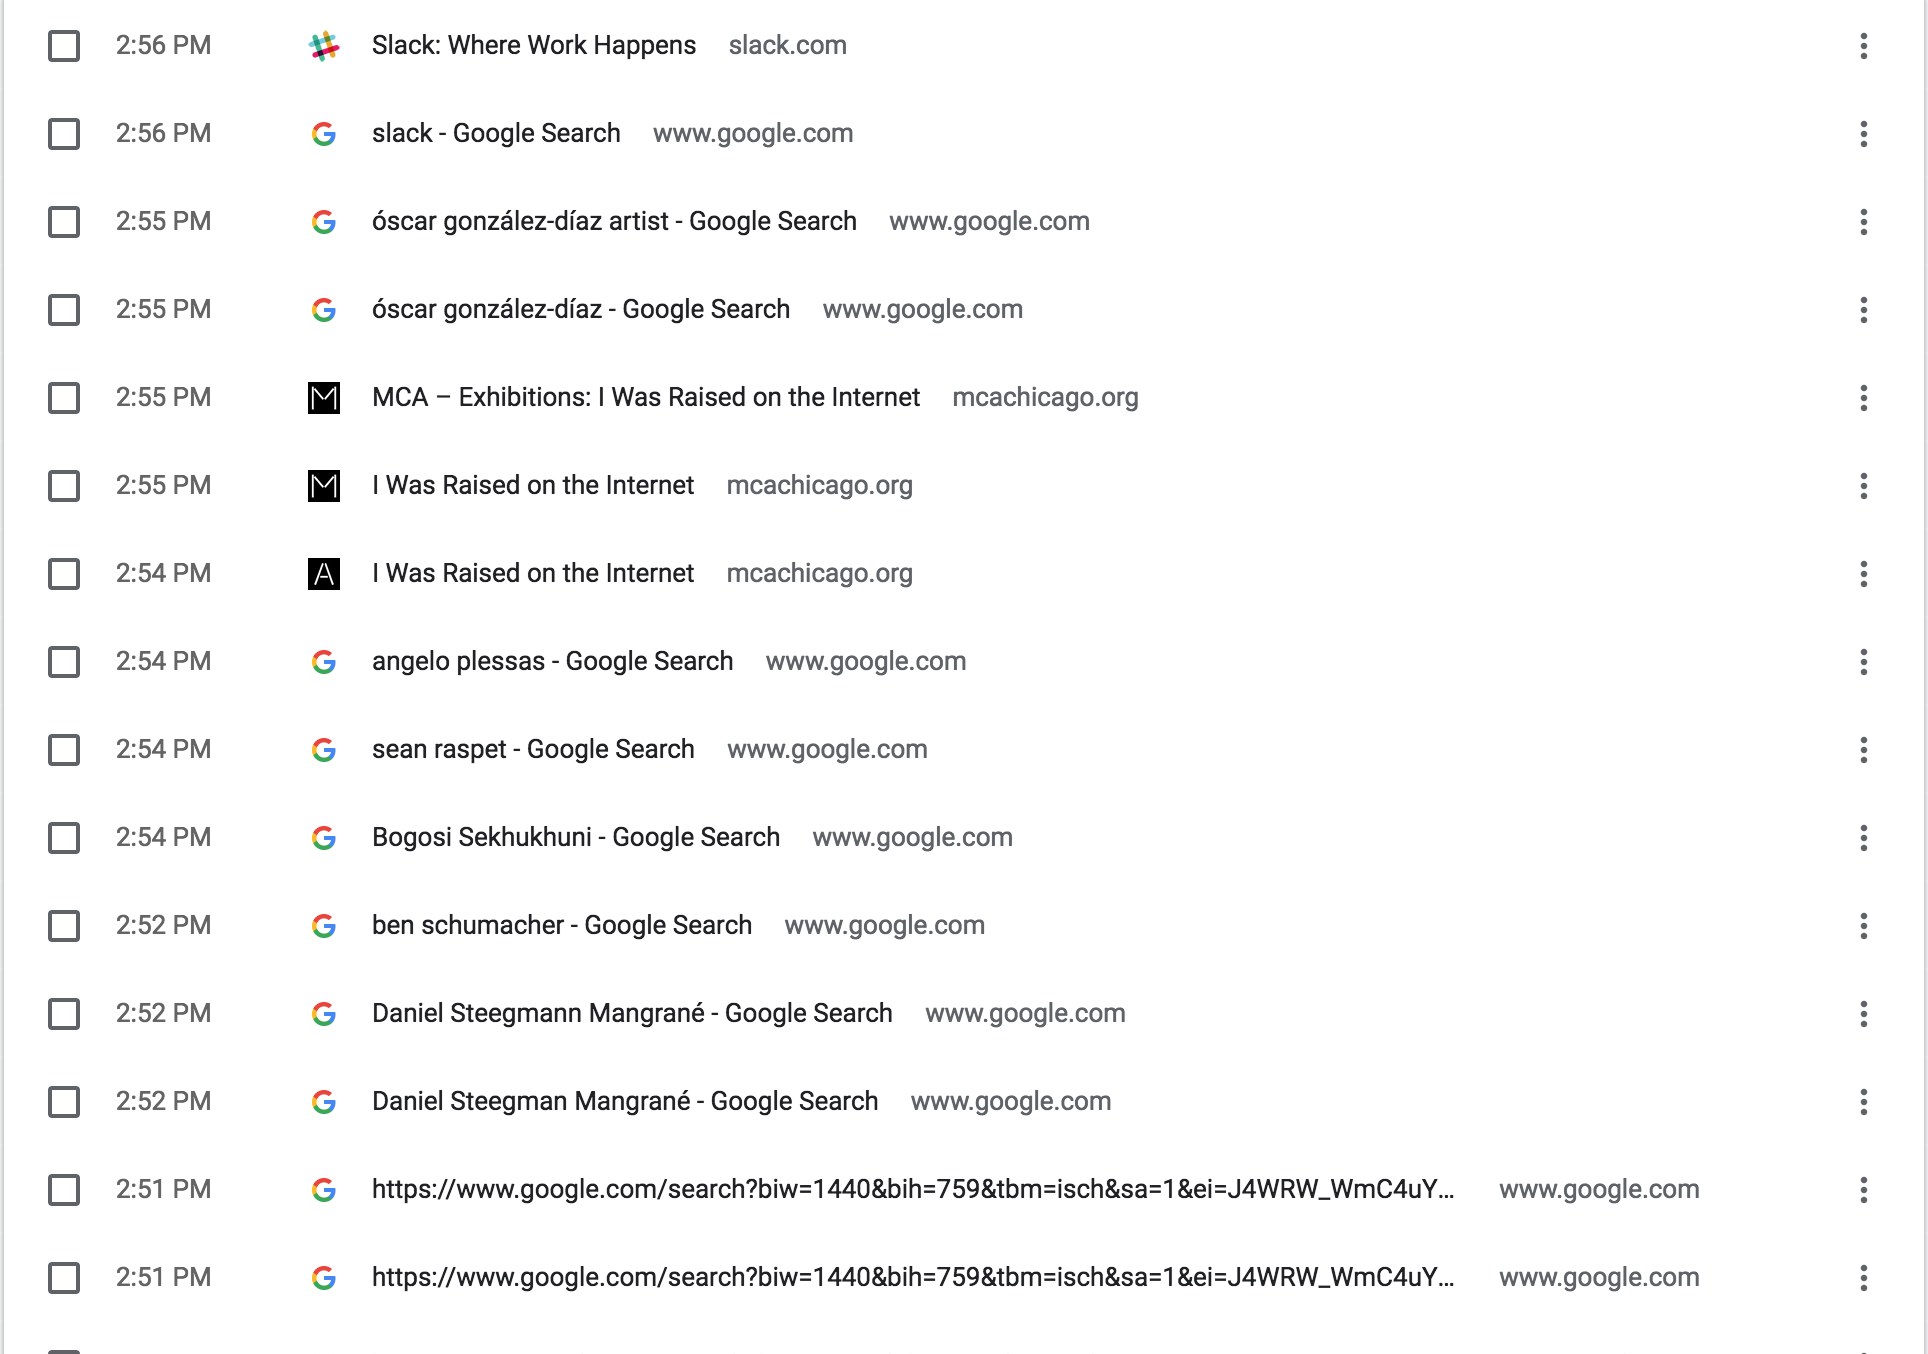 2:56 PM Slack: Where Work Happens slack.com
2:56 PM slack - Google Search www.google.com
2:55 PM óscar gonzález-díaz artist - Google Search www.google.com
2:55 PM óscar gonzález-díaz - Google Search www.google.com
2:55 PM MCA – Exhibitions: I Was Raised on the Internet mcachicago.org
2:55 PM I Was Raised on the Internet mcachicago.org
2:54 PM I Was Raised on the Internet mcachicago.org
2:54 PM angelo plessas - Google Search www.google.com
2:54 PM sean raspet - Google Search www.google.com
2:54 PM Bogosi Sekhukhuni - Google Search www.google.com
2:52 PM ben schumacher - Google Search www.google.com
2:52 PM Daniel Steegmann Mangrané - Google Search www.google.com
2:52 PM Daniel Steegman Mangrané - Google Search www.google.com
2:51 PM https://www.google.com/search?biw=1440&bih=759&tbm=isch&sa=1&ei=J4WRW_WmC4uY... www.google.com
2:51 PM https://www.google.com/search?biw=1440&bih=759&tbm=isch&sa=1&ei=J4WRW_WmC4uY... www.google.com